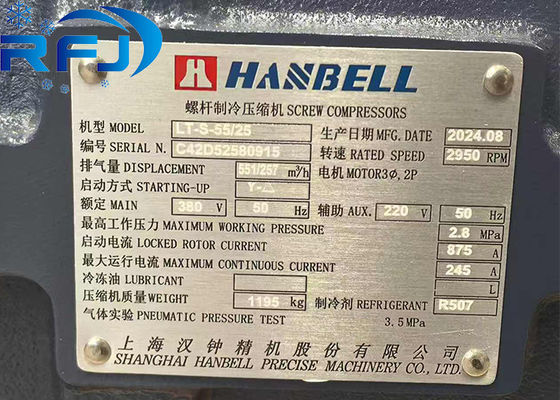 RFJ
HANBELL
螺杆制冷压缩机 SCREW COMPRESSORS
机型 MODEL LT-S-55/25 生产日期 MFG.DATE 2024.08
编号 SERIAL N. C42D52580915 转速 RATED SPEED 2950 RPM
排气量 DISPLACEMENT 551/257 m³/h 电机 MOTOR3Φ, 2P
启动方式 STARTING-UP Y-△
额定 MAIN 380 V 50 Hz 辅助 AUX. 220 V 50 Hz
最高工作压力 MAXIMUM WORKING PRESSURE 2.8 MPa
启动电流 LOCKED ROTOR CURRENT 875 A
最大运行电流 MAXIMUM CONTINUOUS CURRENT 245 A
冷冻油 LUBRICANT L
压缩机质量 WEIGHT 1195 kg 制冷剂 REFRIGERANT R507
气体实验 PNEUMATIC PRESSURE TEST 3.5MPa
上海汉钟精机股份有限公司
SHANGHAI HANBELL PRECISE MACHINERY CO., LTD.